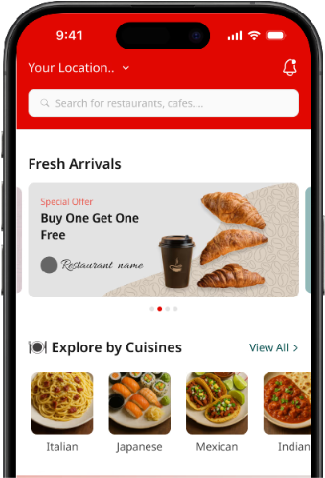 9:41
Your Location..
Search for restaurants, cafes...
Fresh Arrivals
Special Offer
Buy One Get One
Free
Restaurant name
Explore by Cuisines
View All
Italian
Japanese
Mexican
Indian